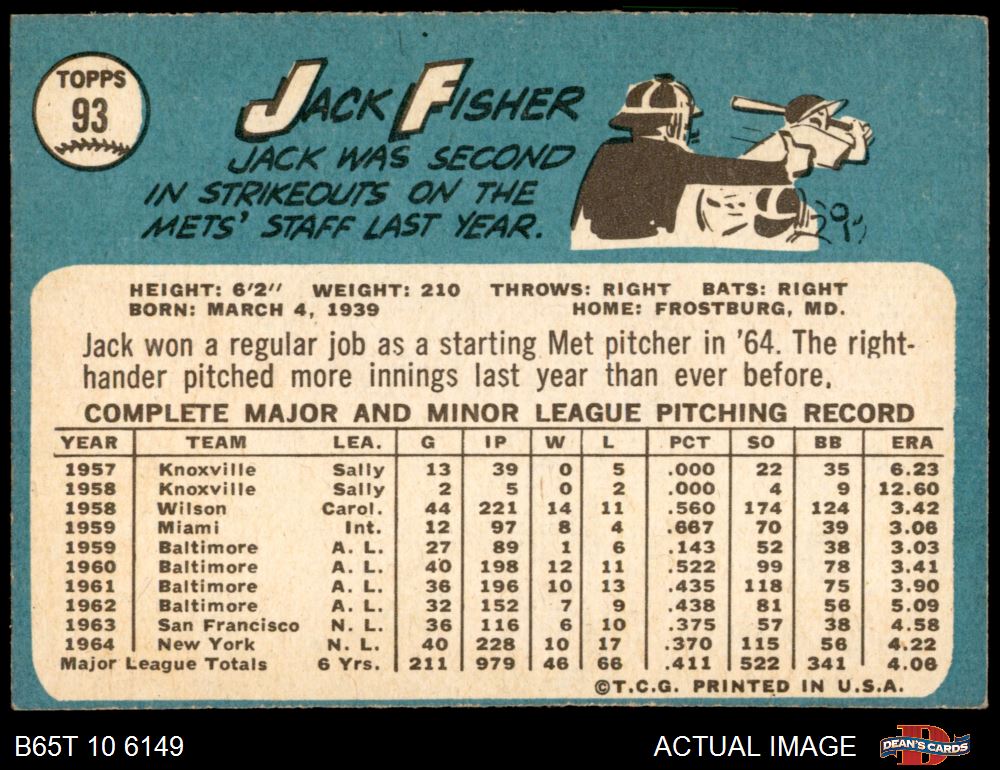 TOPPS
93
JACK FISHER
JACK WAS SECOND
IN STRIKEOUTS ON THE
METS' STAFF LAST YEAR.
HEIGHT: 6'2" WEIGHT: 210 THROWS: RIGHT BATS: RIGHT
BORN: MARCH 4, 1939 HOME: FROSTBURG, MD.
Jack won a regular job as a starting Met pitcher in '64. The right-
hander pitched more innings last year than ever before.
COMPLETE MAJOR AND MINOR LEAGUE PITCHING RECORD
YEAR TEAM LEA. G IP W L PCT SO BB ERA
1957 Knoxville Sally 13 39 0 5 .000 22 35 6.23
1958 Knoxville Sally 2 5 0 2 .000 4 9 12.60
1958 Wilson Carol. 44 221 14 11 .560 174 124 3.42
1959 Miami Int. 12 97 8 4 .667 70 39 3.06
1959 Baltimore A. L. 27 89 1 6 .143 52 38 3.03
1960 Baltimore A. L. 40 198 12 11 .522 99 78 3.41
1961 Baltimore A. L. 36 196 10 13 .435 118 75 3.90
1962 Baltimore A. L. 32 152 7 9 .438 81 56 5.09
1963 San Francisco N. L. 36 116 6 10 .375 57 38 4.58
1964 New York N. L. 40 228 10 17 .370 115 56 4.22
Major League Totals 6 Yrs. 211 979 46 66 .411 522 341 4.06
©T.C.G. PRINTED IN U.S.A.
B65T 10 6149 ACTUAL IMAGE DEAN'S CARDS